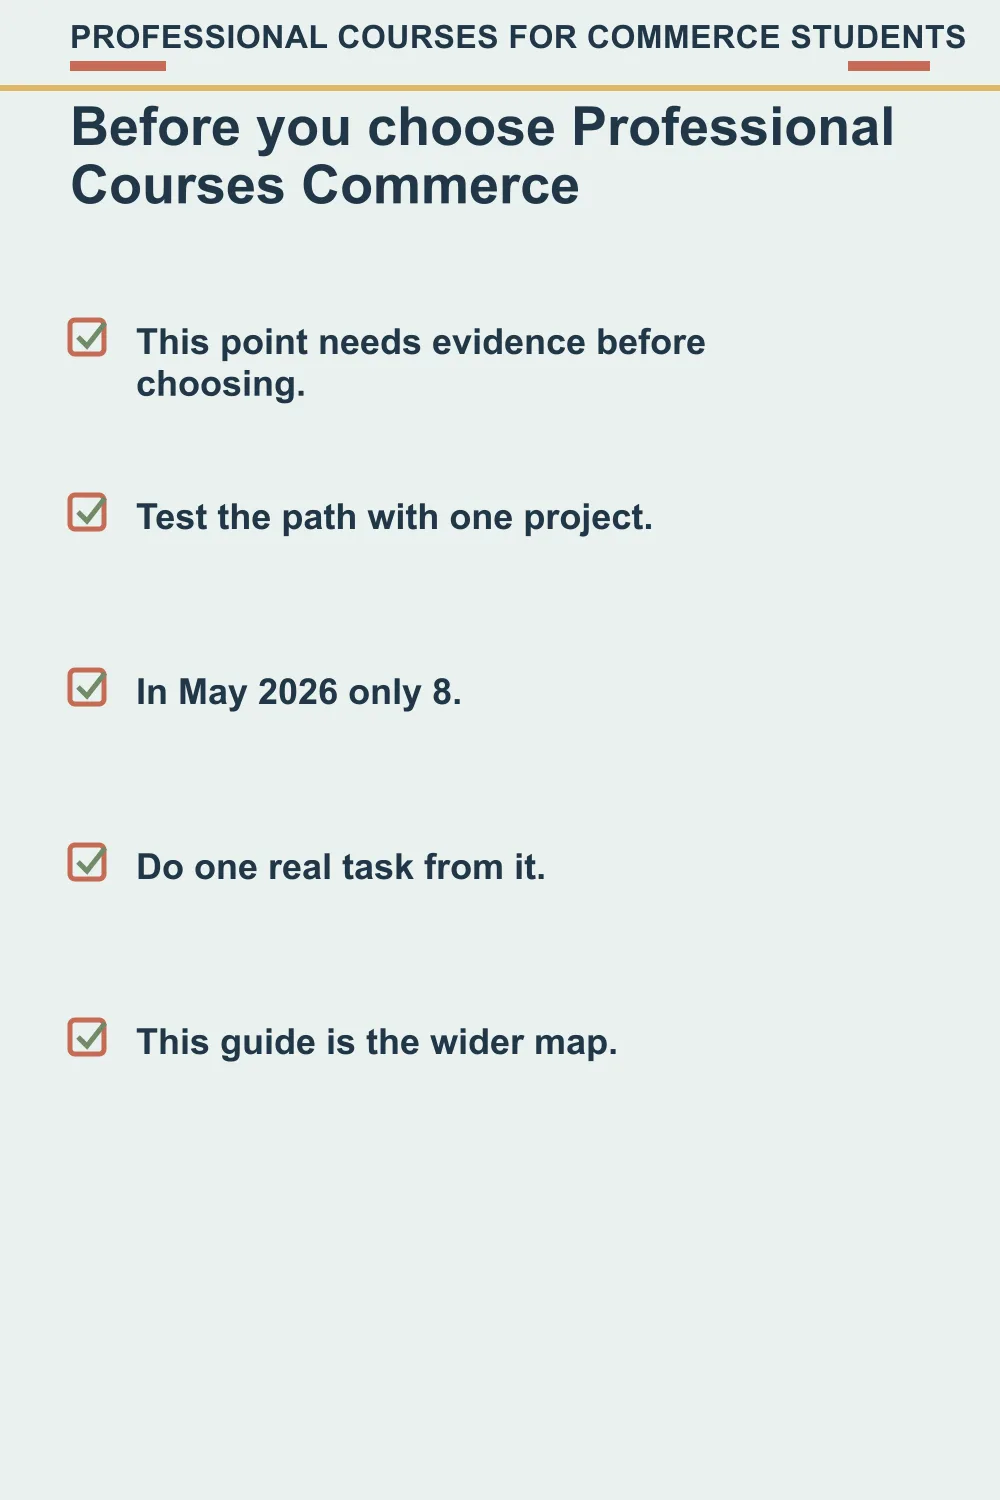 PROFESSIONAL COURSES FOR COMMERCE STUDENTS
Before you choose Professional
Courses Commerce
This point needs evidence before
choosing.
Test the path with one project.
In May 2026 only 8.
Do one real task from it.
This guide is the wider map.